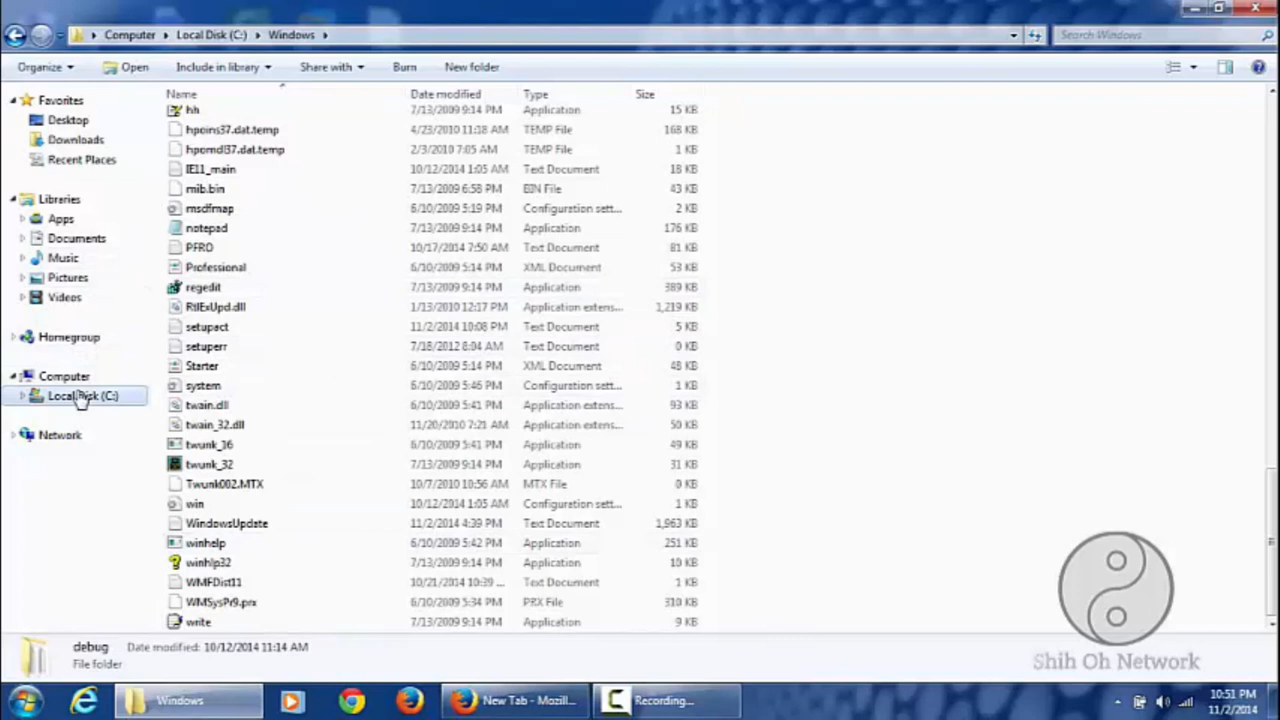 Computer Local Disk (C:) Windows Search Windows
Organize Open Include in library Share with Burn New folder
Name Date modified Type Size
Favorites
Desktop
Downloads
Recent Places
Libraries
Apps
Documents
Music
Pictures
Videos
Homegroup
Computer
Local Disk (C:)
Network
hh 7/13/2009 9:14 PM Application 15 KB
hpoins37.dat.temp 4/23/2010 11:18 AM TEMP File 168 KB
hpomdl37.dat.temp 2/3/2010 7:05 AM TEMP File 1 KB
IE11_main 10/12/2014 1:05 AM Text Document 18 KB
mib.bin 7/13/2009 6:58 PM BIN File 43 KB
msdfmap 6/10/2009 5:19 PM Configuration sett... 2 KB
notepad 7/13/2009 9:14 PM Application 176 KB
PFRO 10/17/2014 7:50 AM Text Document 81 KB
Professional 6/10/2009 5:14 PM XML Document 53 KB
regedit 7/13/2009 9:14 PM Application 389 KB
RtlExUpd.dll 1/13/2010 12:17 PM Application extens... 1,219 KB
setupact 11/2/2014 10:08 PM Text Document 5 KB
setuperr 7/18/2012 8:04 AM Text Document 0 KB
Starter 6/10/2009 5:14 PM XML Document 48 KB
system 6/10/2009 5:46 PM Configuration sett... 1 KB
twain.dll 6/10/2009 5:41 PM Application extens... 93 KB
twain_32.dll 11/20/2010 7:21 AM Application extens... 50 KB
twunk_16 6/10/2009 5:41 PM Application 49 KB
twunk_32 7/13/2009 9:14 PM Application 31 KB
Twunk002.MTX 10/7/2010 10:56 AM MTX File 0 KB
win 10/12/2014 1:05 AM Configuration sett... 1 KB
WindowsUpdate 11/2/2014 4:39 PM Text Document 1,963 KB
winhelp 6/10/2009 5:42 PM Application 251 KB
winhlp32 7/13/2009 9:14 PM Application 10 KB
WMFDist11 10/21/2014 10:39 ... Text Document 1 KB
WMSysPr9.prx 6/10/2009 5:34 PM PRX File 310 KB
write 7/13/2009 9:14 PM Application 9 KB
debug Date modified: 10/12/2014 11:14 AM
File folder
Shih Oh Network
Windows New Tab - Mozill... Recording... 10:51 PM
11/2/2014